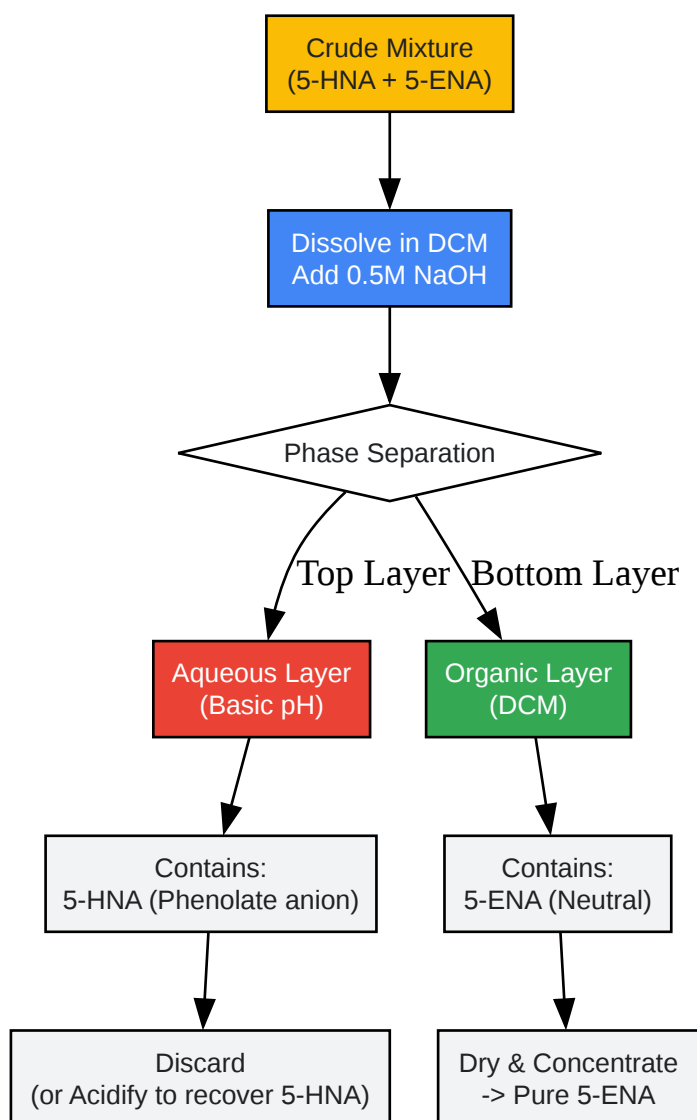 Crude Mixture
(5-HNA + 5-ENA)
Dissolve in DCM
Add 0.5M NaOH
Phase Separation
Top Layer
Bottom Layer
Aqueous Layer
(Basic pH)
Organic Layer
(DCM)
Contains:
5-HNA (Phenolate anion)
Contains:
5-ENA (Neutral)
Discard
(or Acidify to recover 5-HNA)
Dry & Concentrate
-> Pure 5-ENA